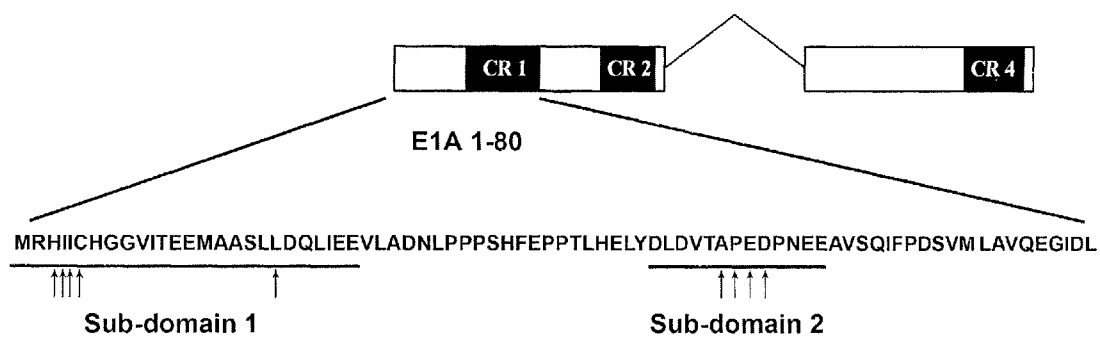 CR 1 CR 2 CR 4
E1A 1-80
MRHIICHGGVITEEMAASLLDQLIEEVLADNLPPPSHFEPPTLHELYDLDVTAPEDPNEEAVSQIFPDSVM LAVQEGIDL
Sub-domain 1 Sub-domain 2